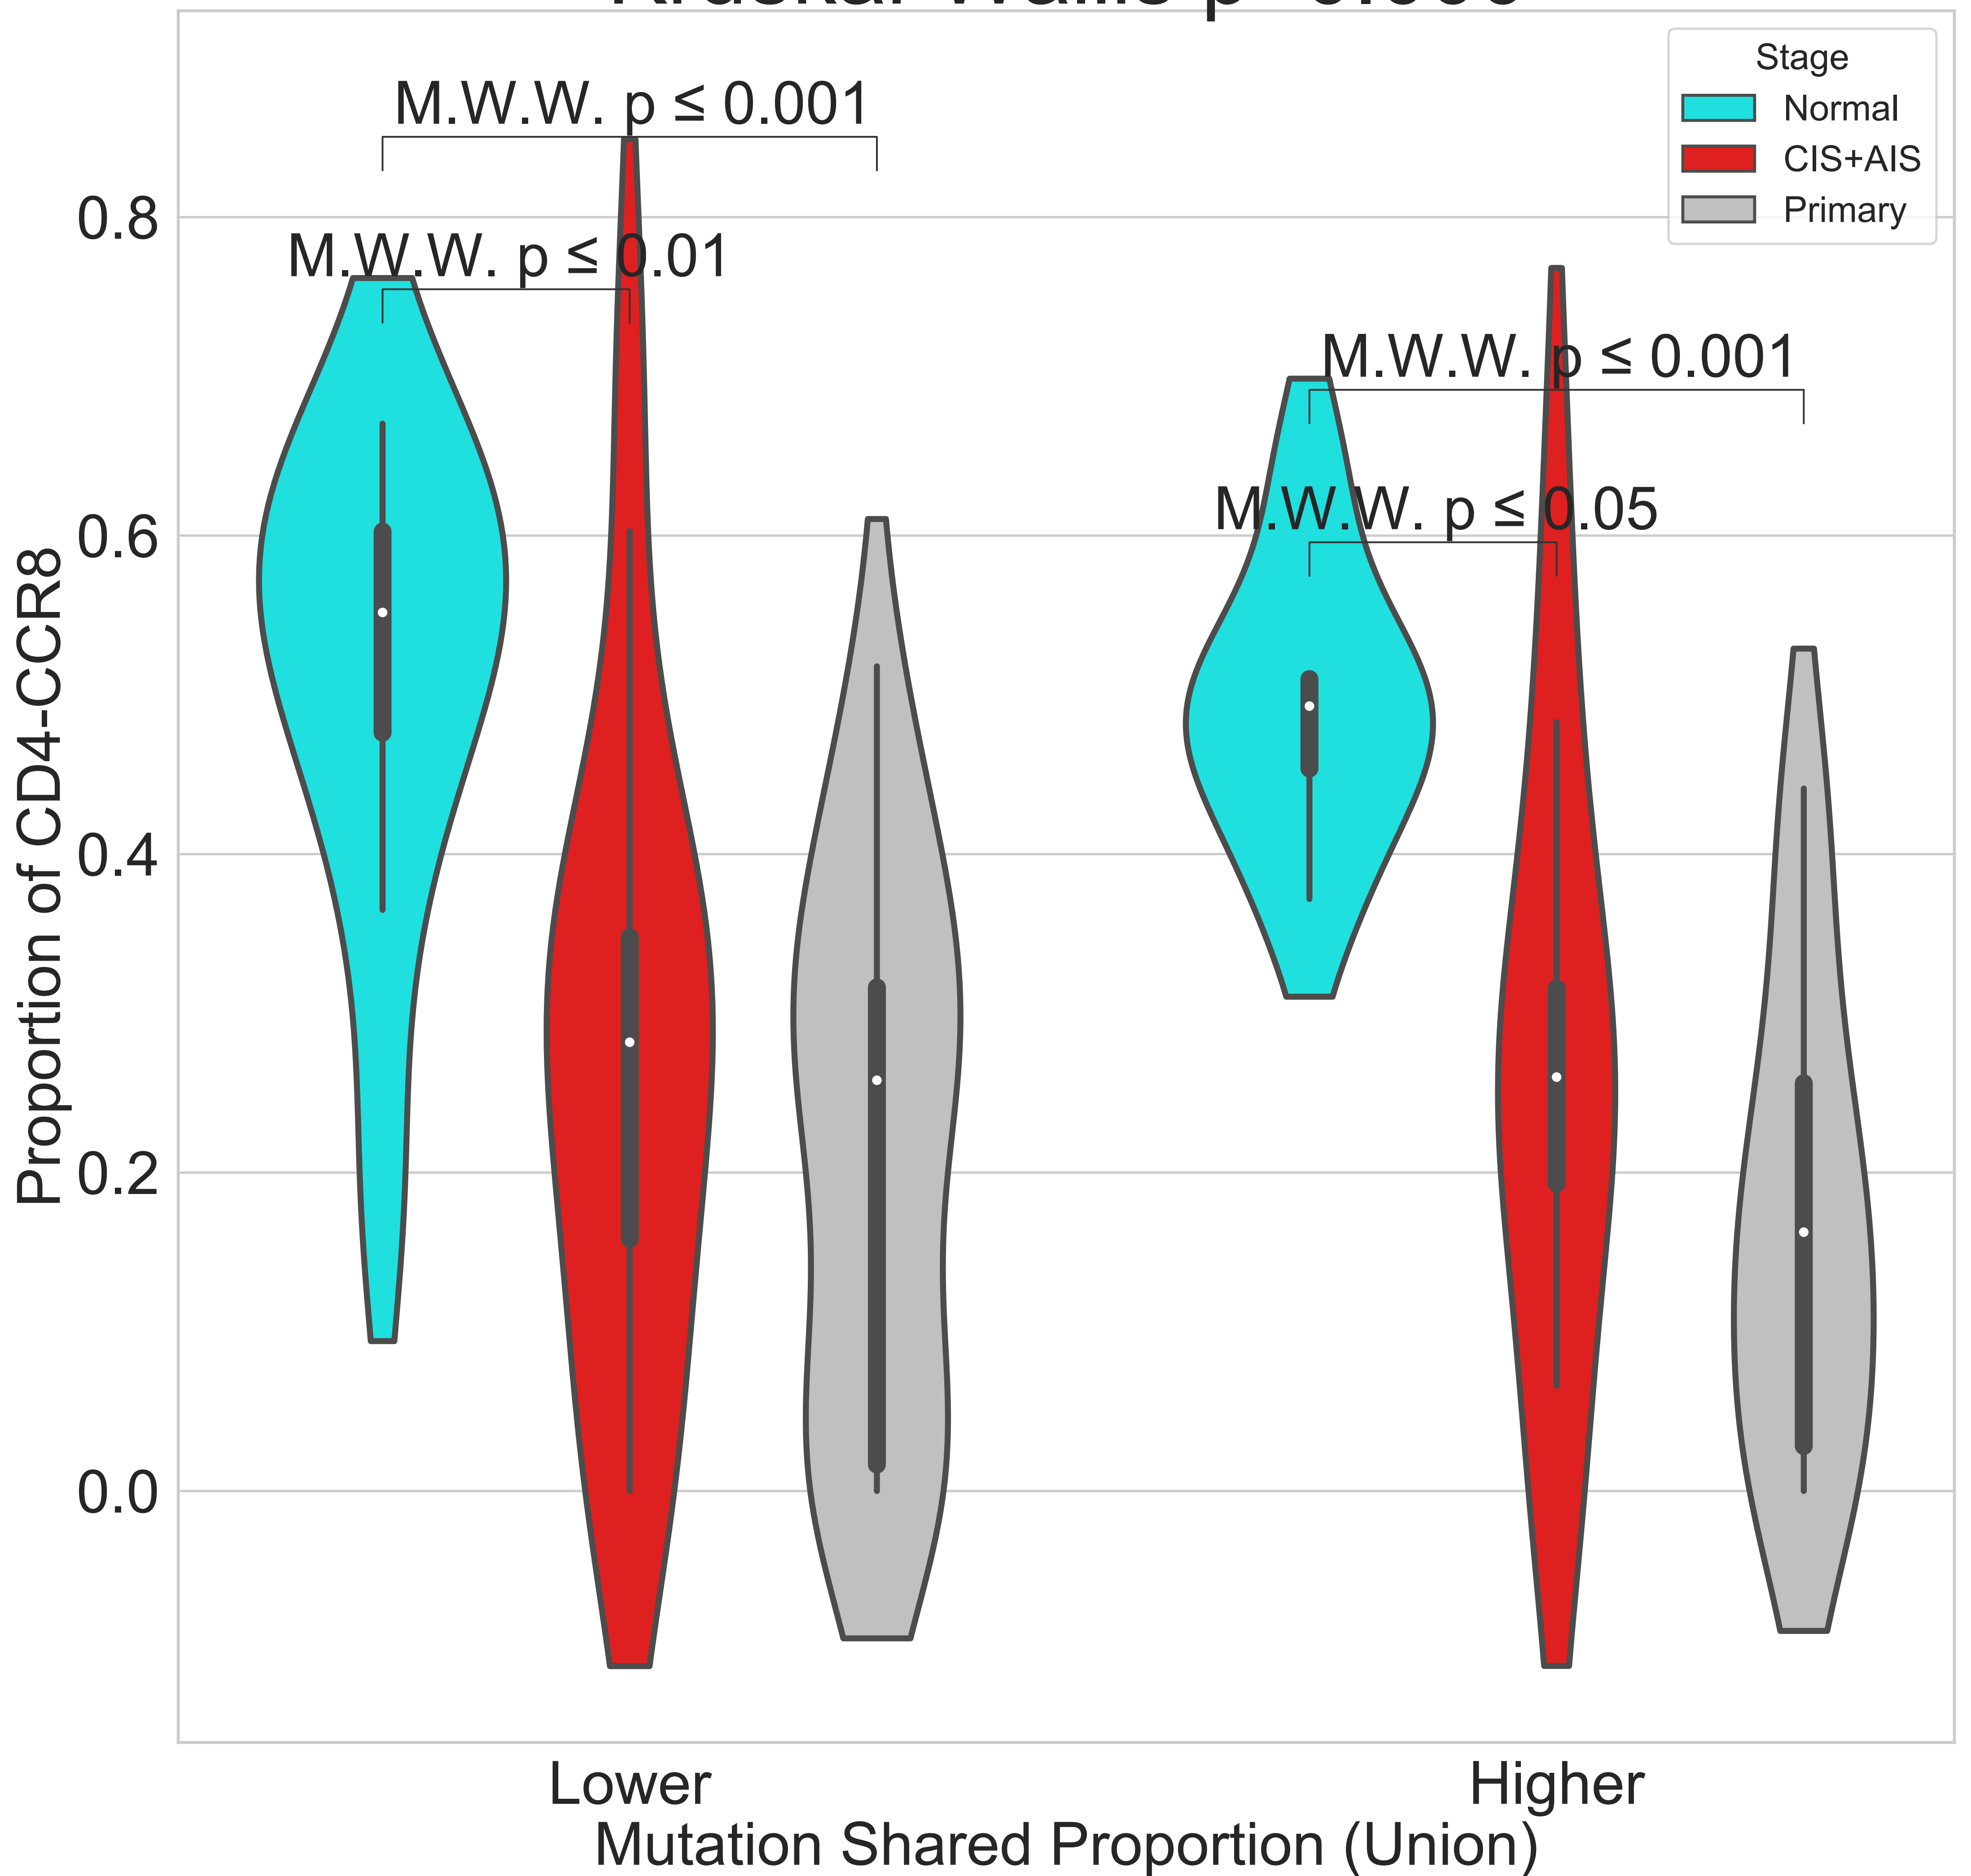 Stage
Normal
CIS+AIS
Primary
M.W.W. p ≤ 0.001
M.W.W. p ≤ 0.01
M.W.W. p ≤ 0.001
M.W.W. p ≤ 0.05
0.8
0.6
0.4
0.2
0.0
Proportion of CD4-CCR8
Lower
Higher
Mutation Shared Proportion (Union)